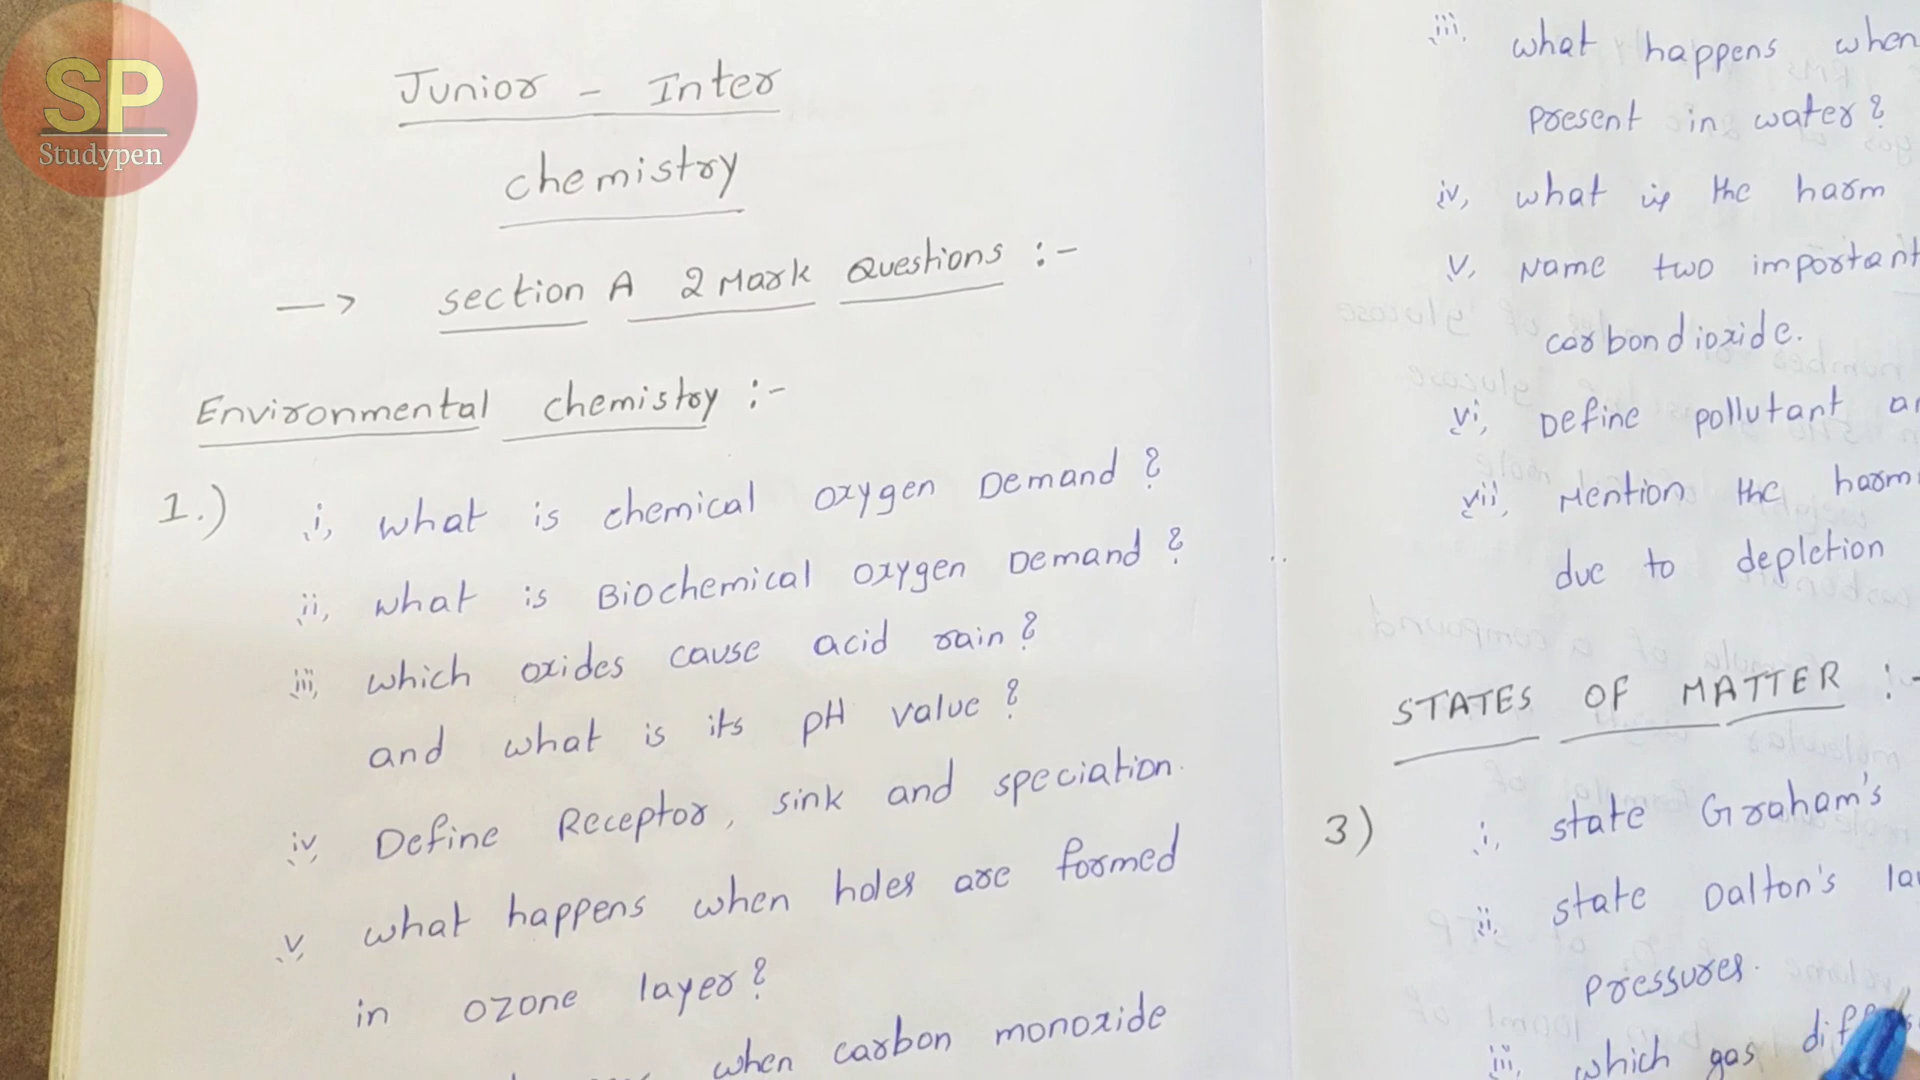 SP
Studypen
Junior - Inter
chemistry
-> section A 2 Mark Questions :-
Environmental chemistry :-
1.) i, what is chemical oxygen Demand?
ii, what is Biochemical oxygen Demand?
iii, which oxides cause acid rain?
and what is its pH value?
iv, Define Receptor, sink and speciation.
v, what happens when holes are formed
in ozone layer?
when carbon monoxide
iii. what happens when
present in water?
iv, what is the harm
v, Name two important
carbondioxide.
vi, Define pollutant
vii, Mention the
due to depletion
STATES OF MATTER :-
3) i, state Graham's
ii, state Dalton's
pressures.
iii, which gas